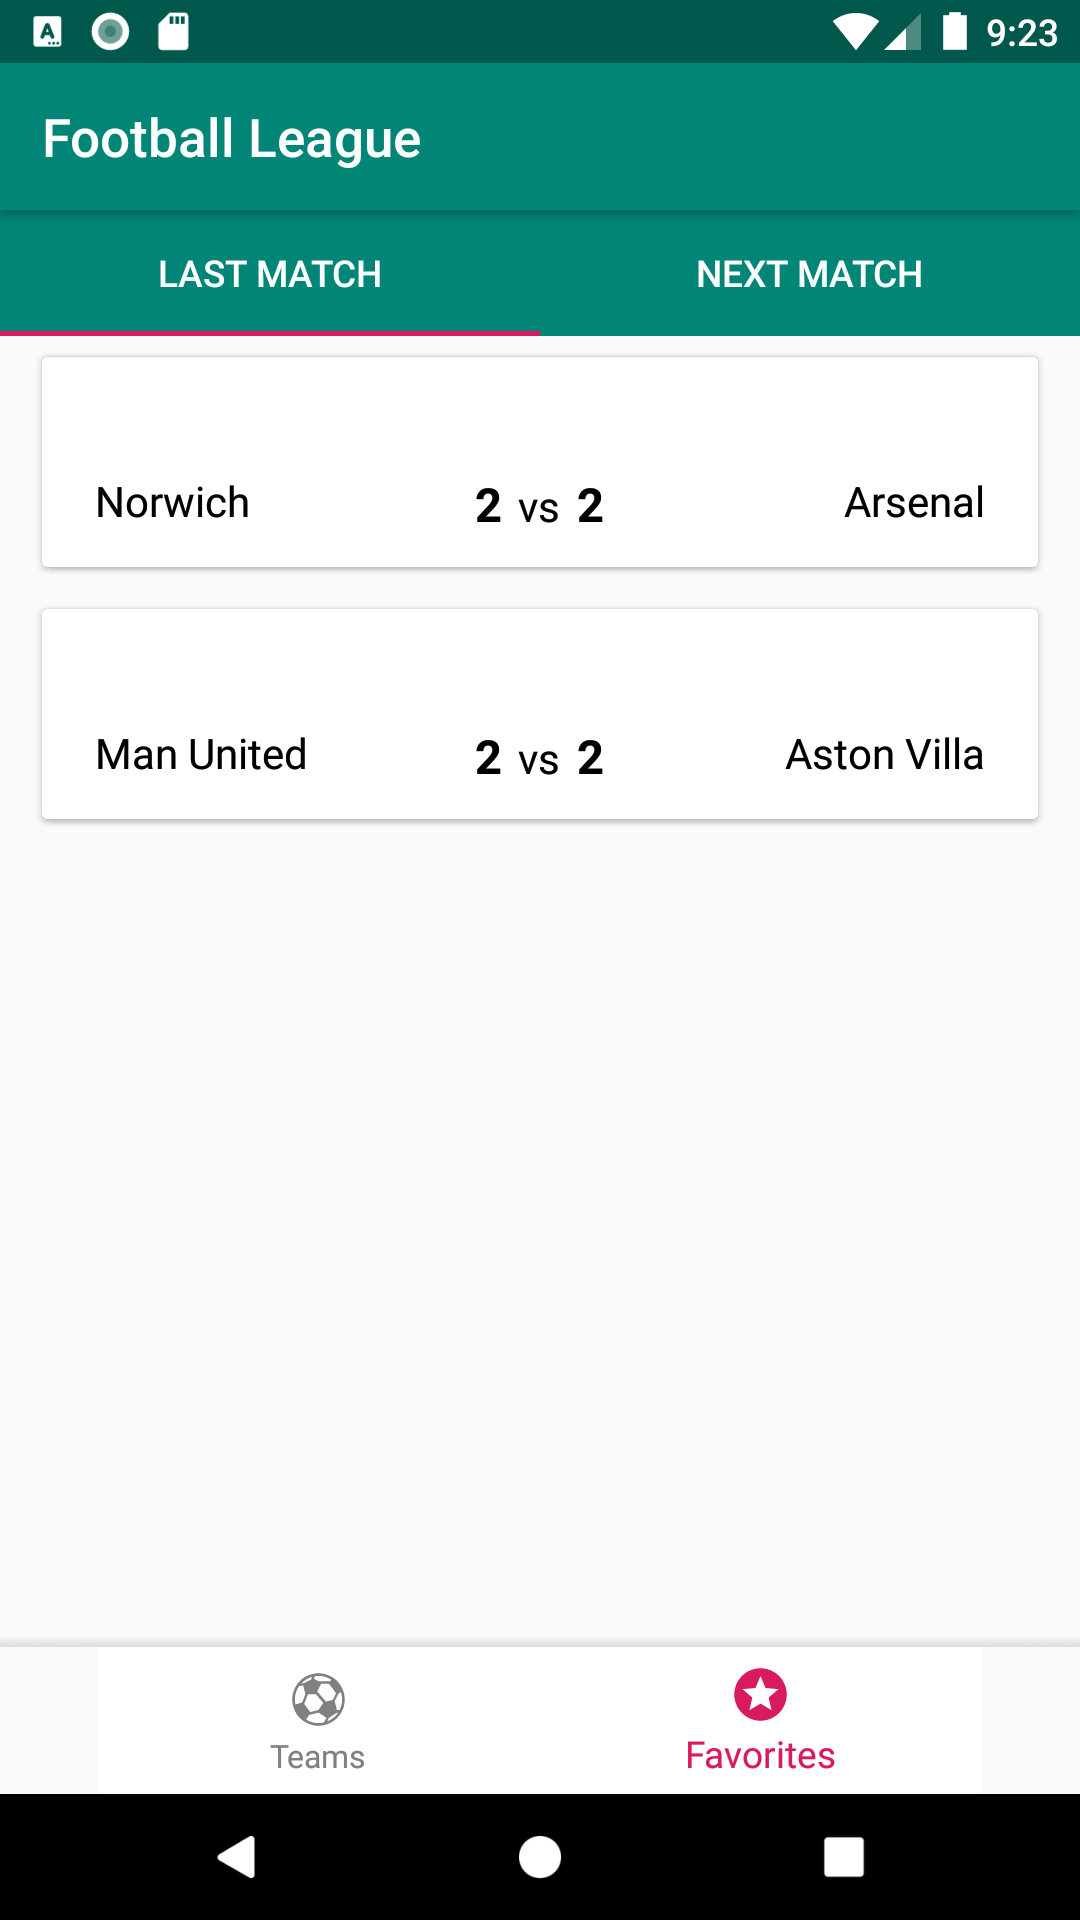 9:23
Football League
LAST MATCH NEXT MATCH
Norwich 2 vs 2 Arsenal
Man United 2 vs 2 Aston Villa
Teams Favorites